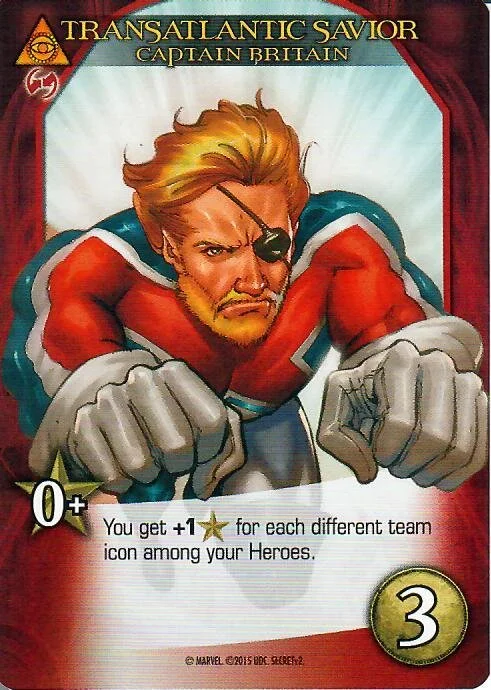 TRANSATLANTIC SAVIOR
CAPTAIN BRITAIN
0+
You get +1 for each different team
icon among your Heroes.
3
© MARVEL. ©2015 UDC. SECRETv2.